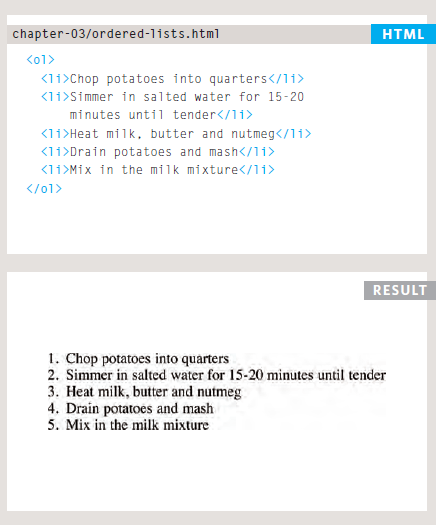 chapter-03/ordered-lists.html
HTML
<ol>
<li>Chop potatoes into quarters</li>
<li>Simmer in salted water for 15-20
minutes until tender</li>
<li>Heat milk, butter and nutmeg</li>
<li>Drain potatoes and mash</li>
<li>Mix in the milk mixture</li>
</ol>
RESULT
1. Chop potatoes into quarters
2. Simmer in salted water for 15-20 minutes until tender
3. Heat milk, butter and nutmeg
4. Drain potatoes and mash
5. Mix in the milk mixture